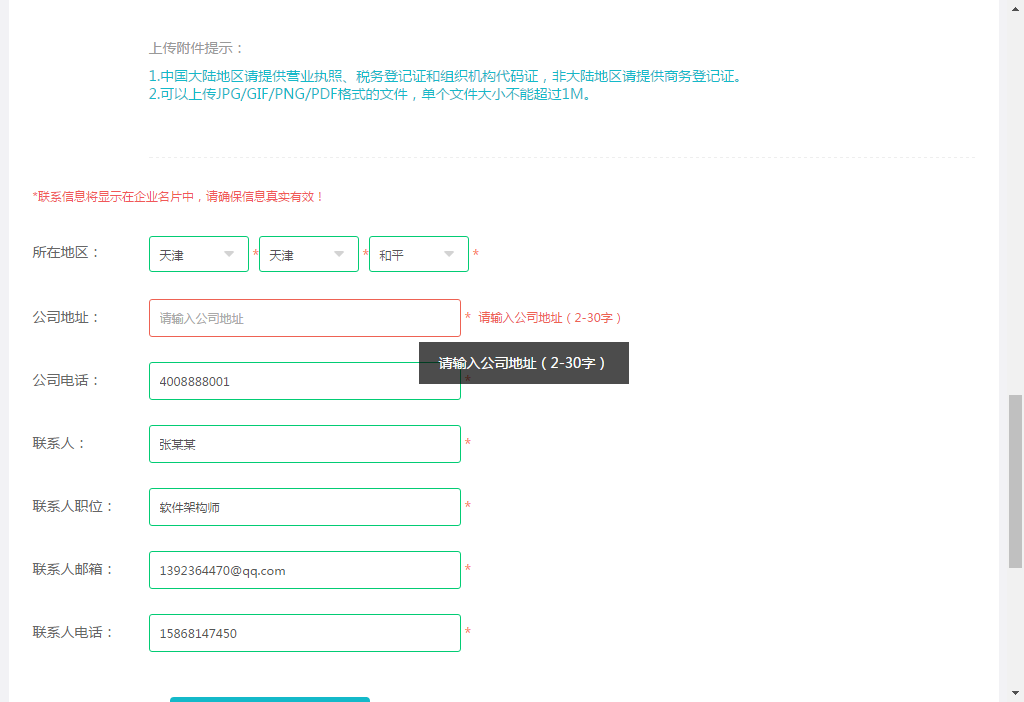 上传附件提示：
1.中国大陆地区请提供营业执照、税务登记证和组织机构代码证，非大陆地区请提供商务登记证。
2.可以上传JPG/GIF/PNG/PDF格式的文件，单个文件大小不能超过1M。
*联系信息将显示在企业名片中，请确保信息真实有效！
所在地区： 天津 * 天津 * 和平 *
公司地址： 请输入公司地址 * 请输入公司地址（2-30字）
请输入公司地址（2-30字）
公司电话： 4008888001 *
联系人： 张某某 *
联系人职位： 软件架构师 *
联系人邮箱： 1392364470@qq.com *
联系人电话： 15868147450 *